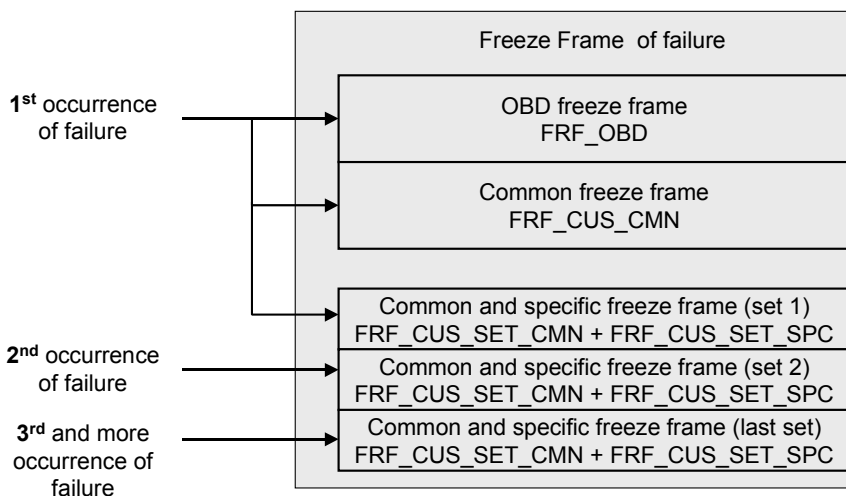 Freeze Frame of failure
1st occurrence
of failure
OBD freeze frame
FRF_OBD
Common freeze frame
FRF_CUS_CMN
Common and specific freeze frame (set 1)
FRF_CUS_SET_CMN + FRF_CUS_SET_SPC
2nd occurrence
of failure
Common and specific freeze frame (set 2)
FRF_CUS_SET_CMN + FRF_CUS_SET_SPC
3rd and more
occurrence of
failure
Common and specific freeze frame (last set)
FRF_CUS_SET_CMN + FRF_CUS_SET_SPC